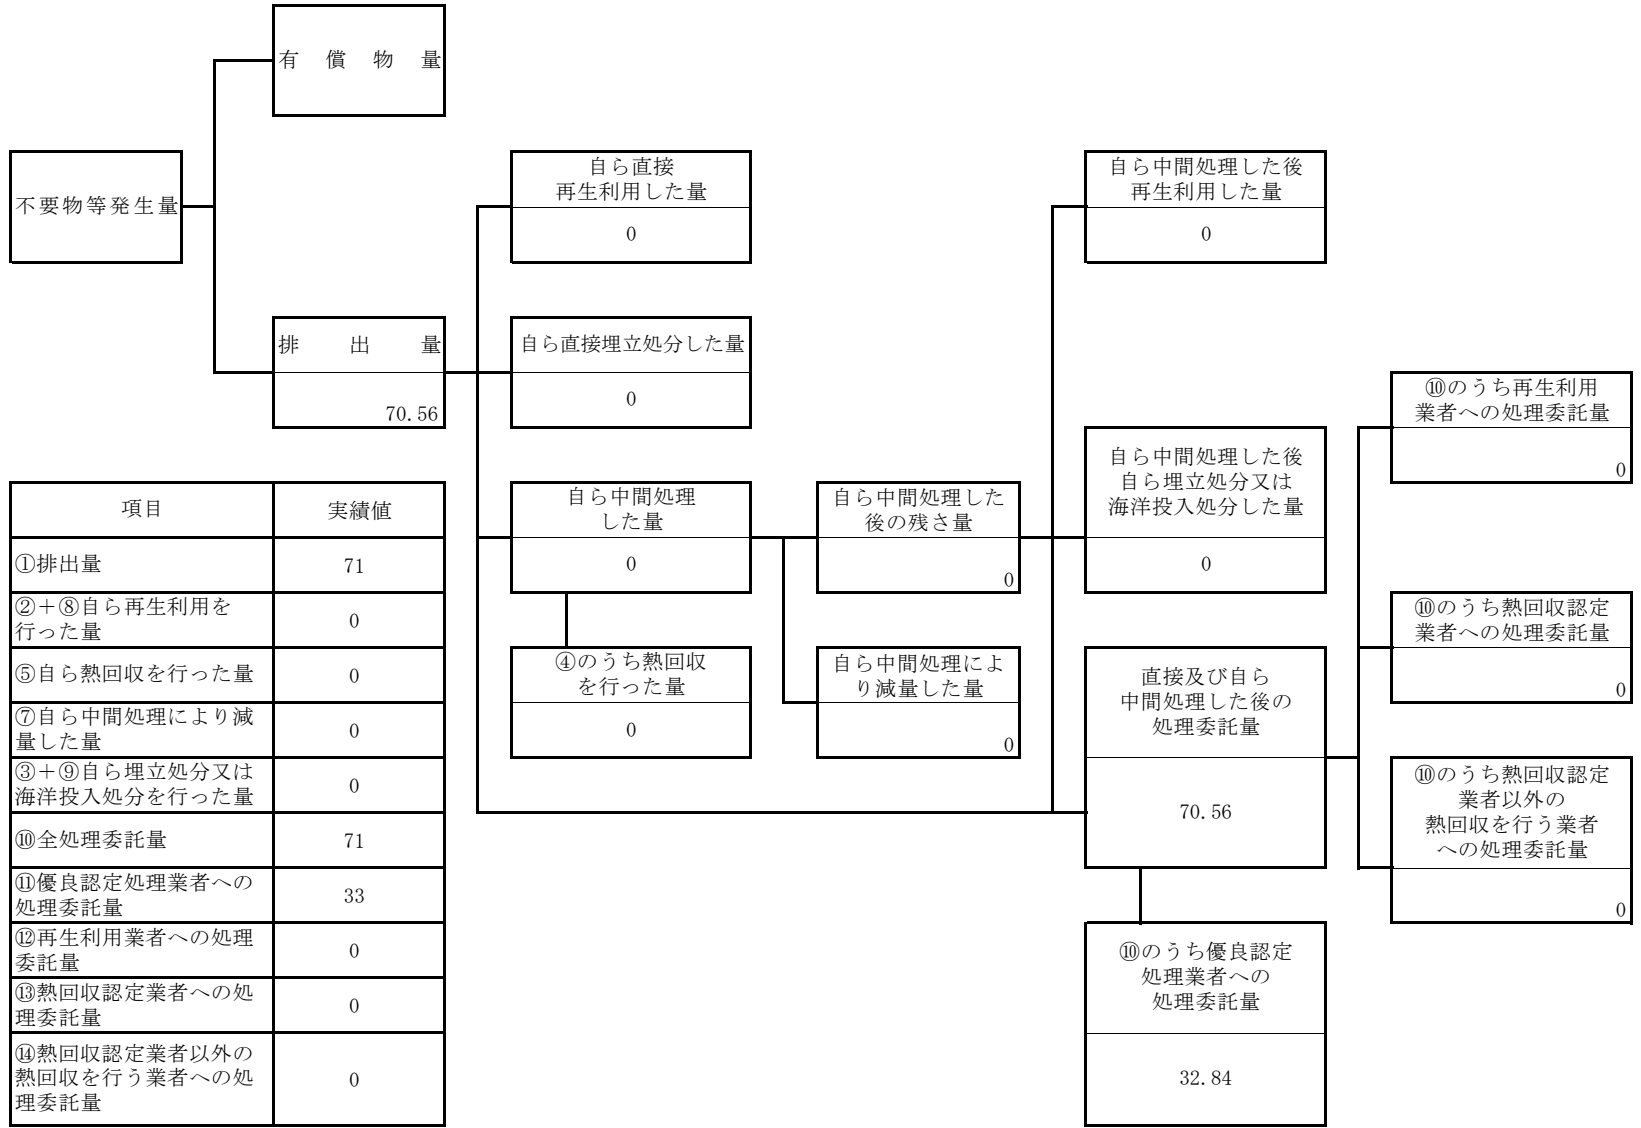 有償物量
不要物等発生量
排出量
70.56
自ら直接
再生利用した量
0
自ら直接埋立処分した量
0
自ら中間処理
した量
0
④のうち熱回収
を行った量
0
自ら中間処理した
後の残さ量
0
自ら中間処理によ
り減量した量
0
自ら中間処理した後
再生利用した量
0
自ら中間処理した後
自ら埋立処分又は
海洋投入処分した量
0
直接及び自ら
中間処理した後の
処理委託量
70.56
⑩のうち優良認定
処理業者への
処理委託量
32.84
⑩のうち再生利用
業者への処理委託量
0
⑩のうち熱回収認定
業者への処理委託量
0
⑩のうち熱回収認定
業者以外の
熱回収を行う業者
への処理委託量
0
項目 実績値
①排出量 71
②＋⑧自ら再生利用を
行った量 0
⑤自ら熱回収を行った量 0
⑦自ら中間処理により減
量した量 0
③＋⑨自ら埋立処分又は
海洋投入処分を行った量 0
⑩全処理委託量 71
⑪優良認定処理業者への
処理委託量 33
⑫再生利用業者への処理
委託量 0
⑬熱回収認定業者への処
理委託量 0
⑭熱回収認定業者以外の
熱回収を行う業者への処 0
理委託量